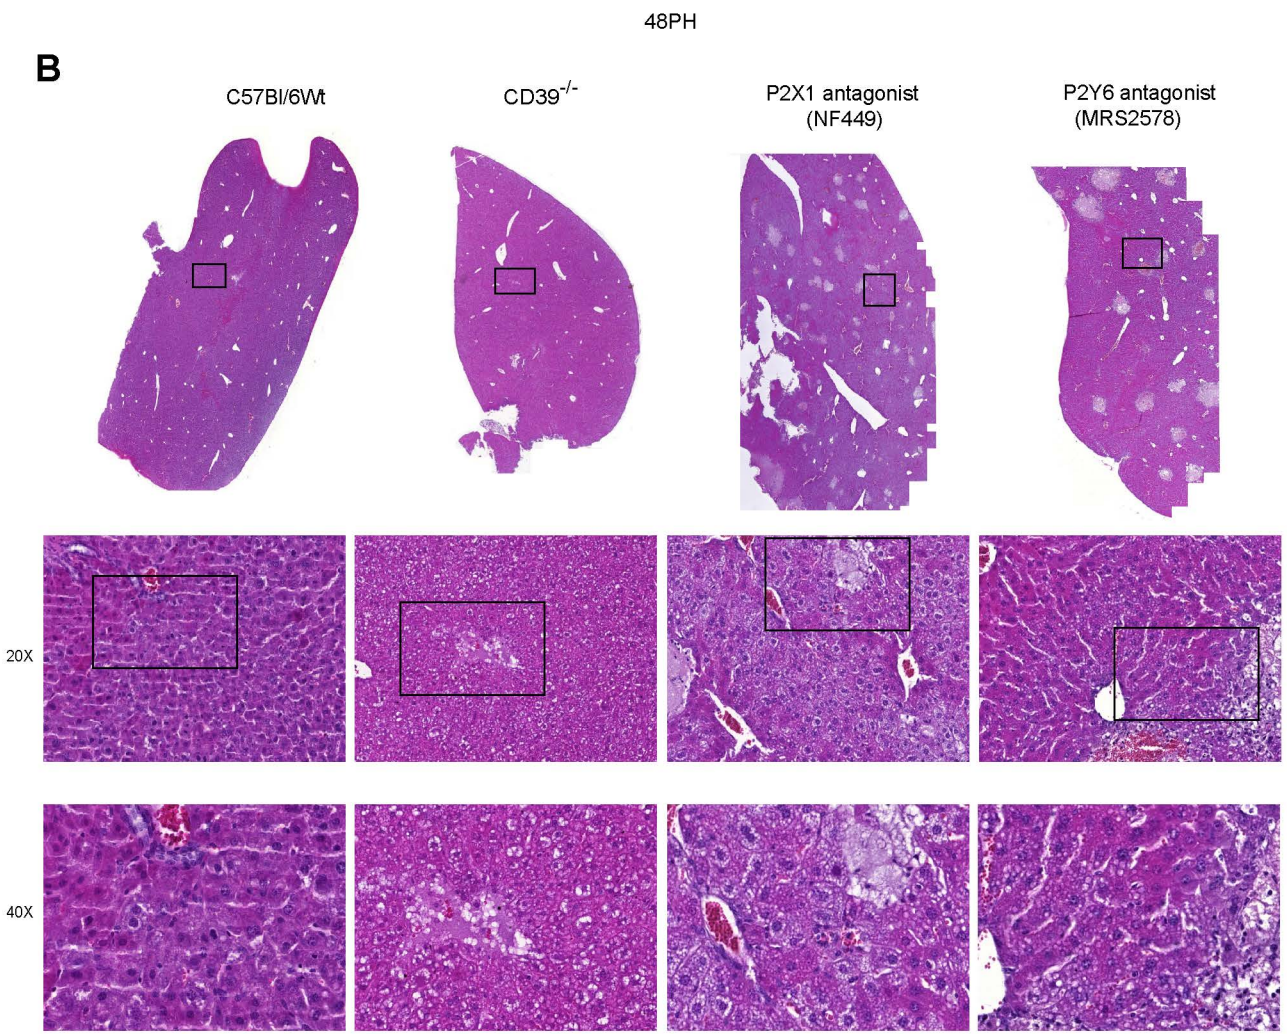 48PH
B
C57Bl/6Wt
CD39-/-
P2X1 antagonist
(NF449)
P2Y6 antagonist
(MRS2578)
20X
40X